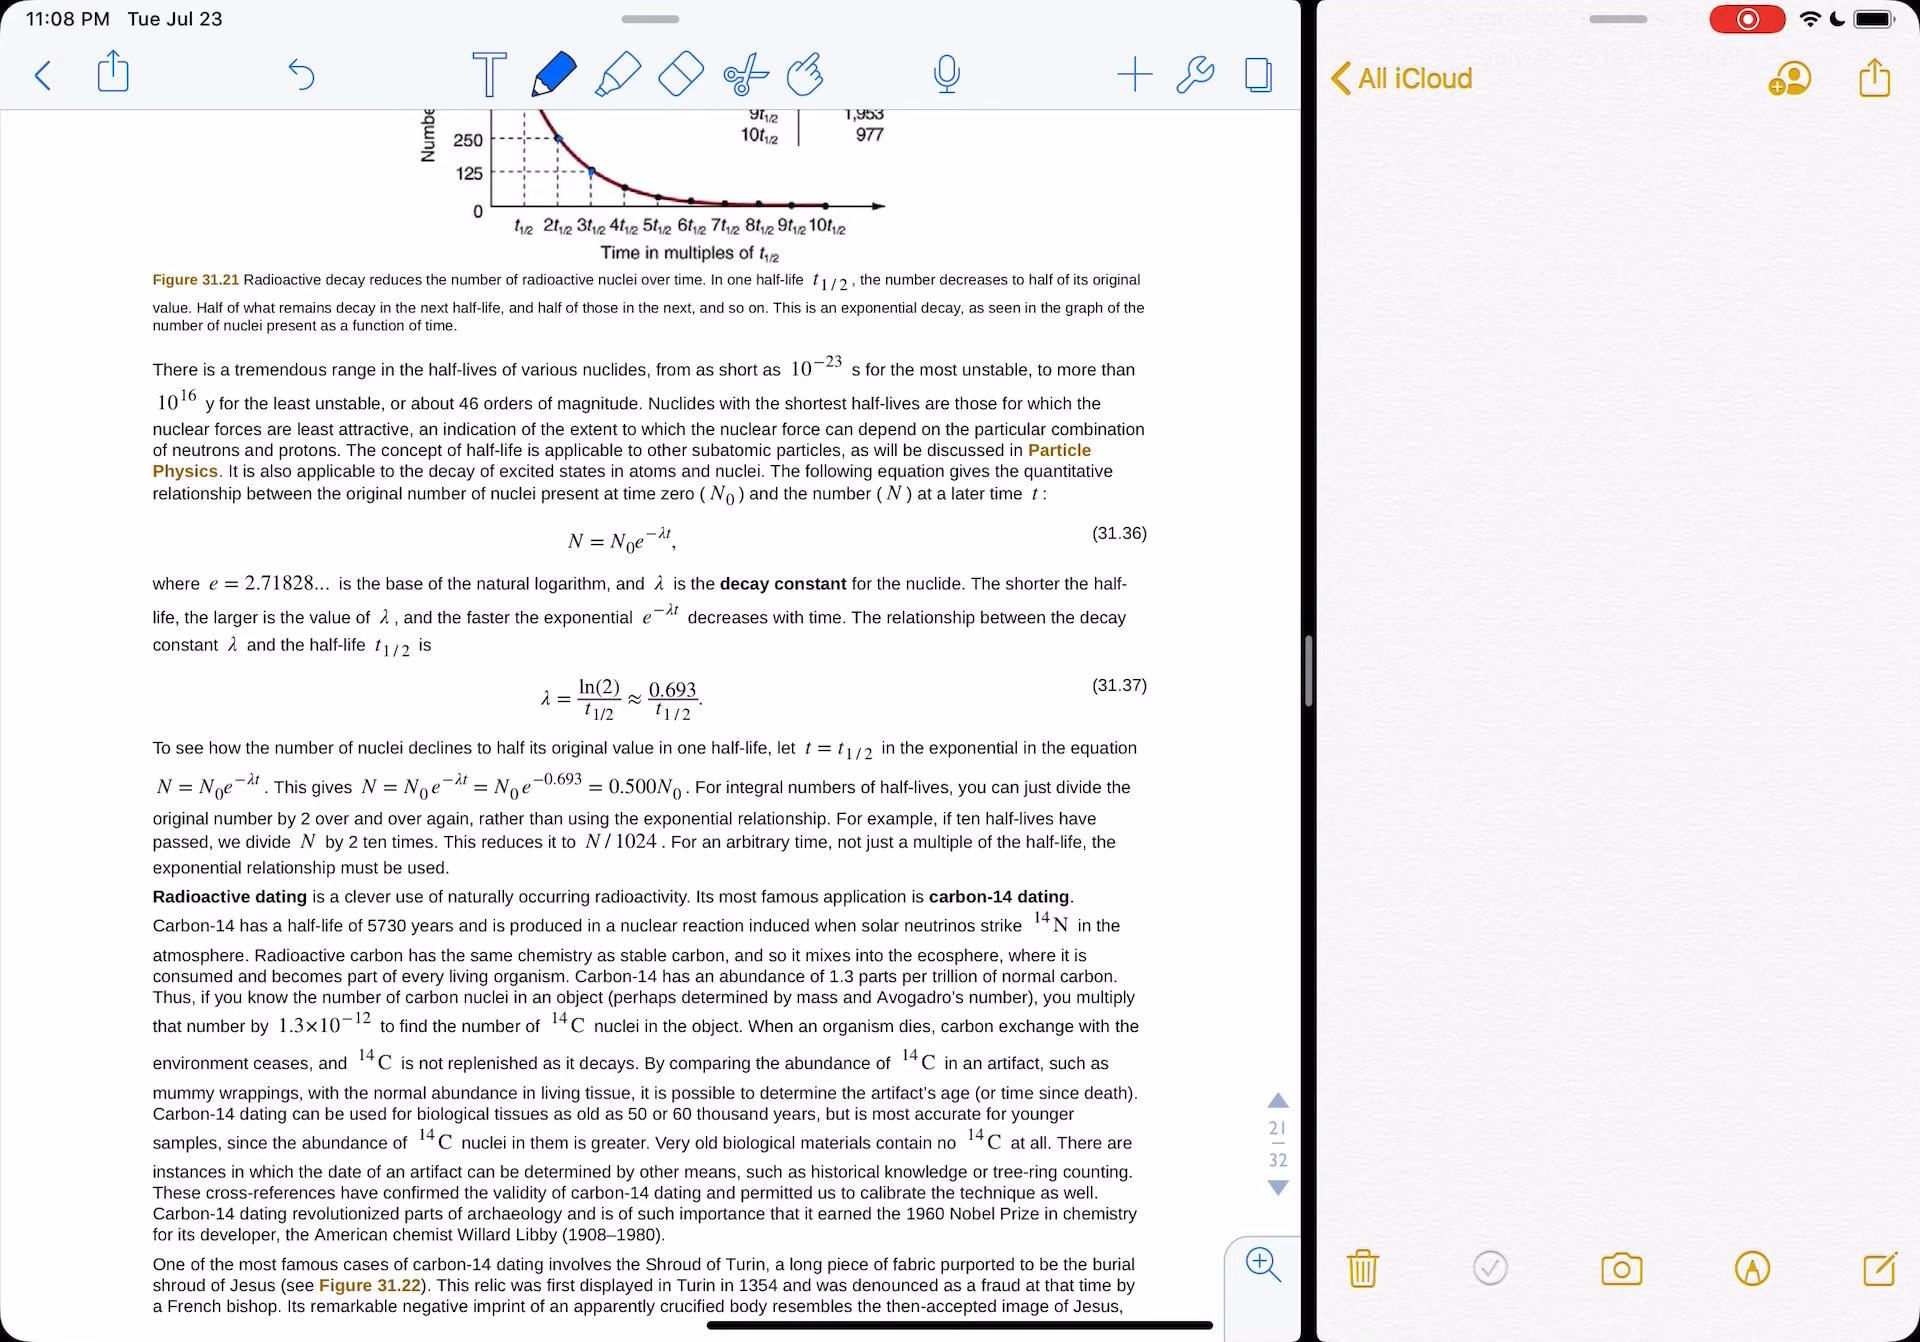 11:08 PM Tue Jul 23
All iCloud
Numbe
9t1/2 1,953
250
10t1/2 977
125
0
t1/2 2t1/2 3t1/2 4t1/2 5t1/2 6t1/2 7t1/2 8t1/2 9t1/2 10t1/2
Time in multiples of t1/2
Figure 31.21 Radioactive decay reduces the number of radioactive nuclei over time. In one half-life t1/2, the number decreases to half of its original
value. Half of what remains decay in the next half-life, and half of those in the next, and so on. This is an exponential decay, as seen in the graph of the
number of nuclei present as a function of time.
There is a tremendous range in the half-lives of various nuclides, from as short as 10^−23 s for the most unstable, to more than
10^16 y for the least unstable, or about 46 orders of magnitude. Nuclides with the shortest half-lives are those for which the
nuclear forces are least attractive, an indication of the extent to which the nuclear force can depend on the particular combination
of neutrons and protons. The concept of half-life is applicable to other subatomic particles, as will be discussed in Particle
Physics. It is also applicable to the decay of excited states in atoms and nuclei. The following equation gives the quantitative
relationship between the original number of nuclei present at time zero ( N0 ) and the number ( N ) at a later time t :
N = N0e^−λt, (31.36)
where e = 2.71828... is the base of the natural logarithm, and λ is the decay constant for the nuclide. The shorter the half-
life, the larger is the value of λ , and the faster the exponential e^−λt decreases with time. The relationship between the decay
constant λ and the half-life t1/2 is
λ = ln(2)/t1/2 ≈ 0.693/t1/2. (31.37)
To see how the number of nuclei declines to half its original value in one half-life, let t = t1/2 in the exponential in the equation
N = N0e^−λt . This gives N = N0e^−λt = N0e^−0.693 = 0.500N0 . For integral numbers of half-lives, you can just divide the
original number by 2 over and over again, rather than using the exponential relationship. For example, if ten half-lives have
passed, we divide N by 2 ten times. This reduces it to N/1024 . For an arbitrary time, not just a multiple of the half-life, the
exponential relationship must be used.
Radioactive dating is a clever use of naturally occurring radioactivity. Its most famous application is carbon-14 dating.
Carbon-14 has a half-life of 5730 years and is produced in a nuclear reaction induced when solar neutrinos strike ^14N in the
atmosphere. Radioactive carbon has the same chemistry as stable carbon, and so it mixes into the ecosphere, where it is
consumed and becomes part of every living organism. Carbon-14 has an abundance of 1.3 parts per trillion of normal carbon.
Thus, if you know the number of carbon nuclei in an object (perhaps determined by mass and Avogadro's number), you multiply
that number by 1.3×10^−12 to find the number of ^14C nuclei in the object. When an organism dies, carbon exchange with the
environment ceases, and ^14C is not replenished as it decays. By comparing the abundance of ^14C in an artifact, such as
mummy wrappings, with the normal abundance in living tissue, it is possible to determine the artifact's age (or time since death).
Carbon-14 dating can be used for biological tissues as old as 50 or 60 thousand years, but is most accurate for younger
samples, since the abundance of ^14C nuclei in them is greater. Very old biological materials contain no ^14C at all. There are
instances in which the date of an artifact can be determined by other means, such as historical knowledge or tree-ring counting.
These cross-references have confirmed the validity of carbon-14 dating and permitted us to calibrate the technique as well.
Carbon-14 dating revolutionized parts of archaeology and is of such importance that it earned the 1960 Nobel Prize in chemistry
for its developer, the American chemist Willard Libby (1908–1980).
One of the most famous cases of carbon-14 dating involves the Shroud of Turin, a long piece of fabric purported to be the burial
shroud of Jesus (see Figure 31.22). This relic was first displayed in Turin in 1354 and was denounced as a fraud at that time by
a French bishop. Its remarkable negative imprint of an apparently crucified body resembles the then-accepted image of Jesus,
21
32